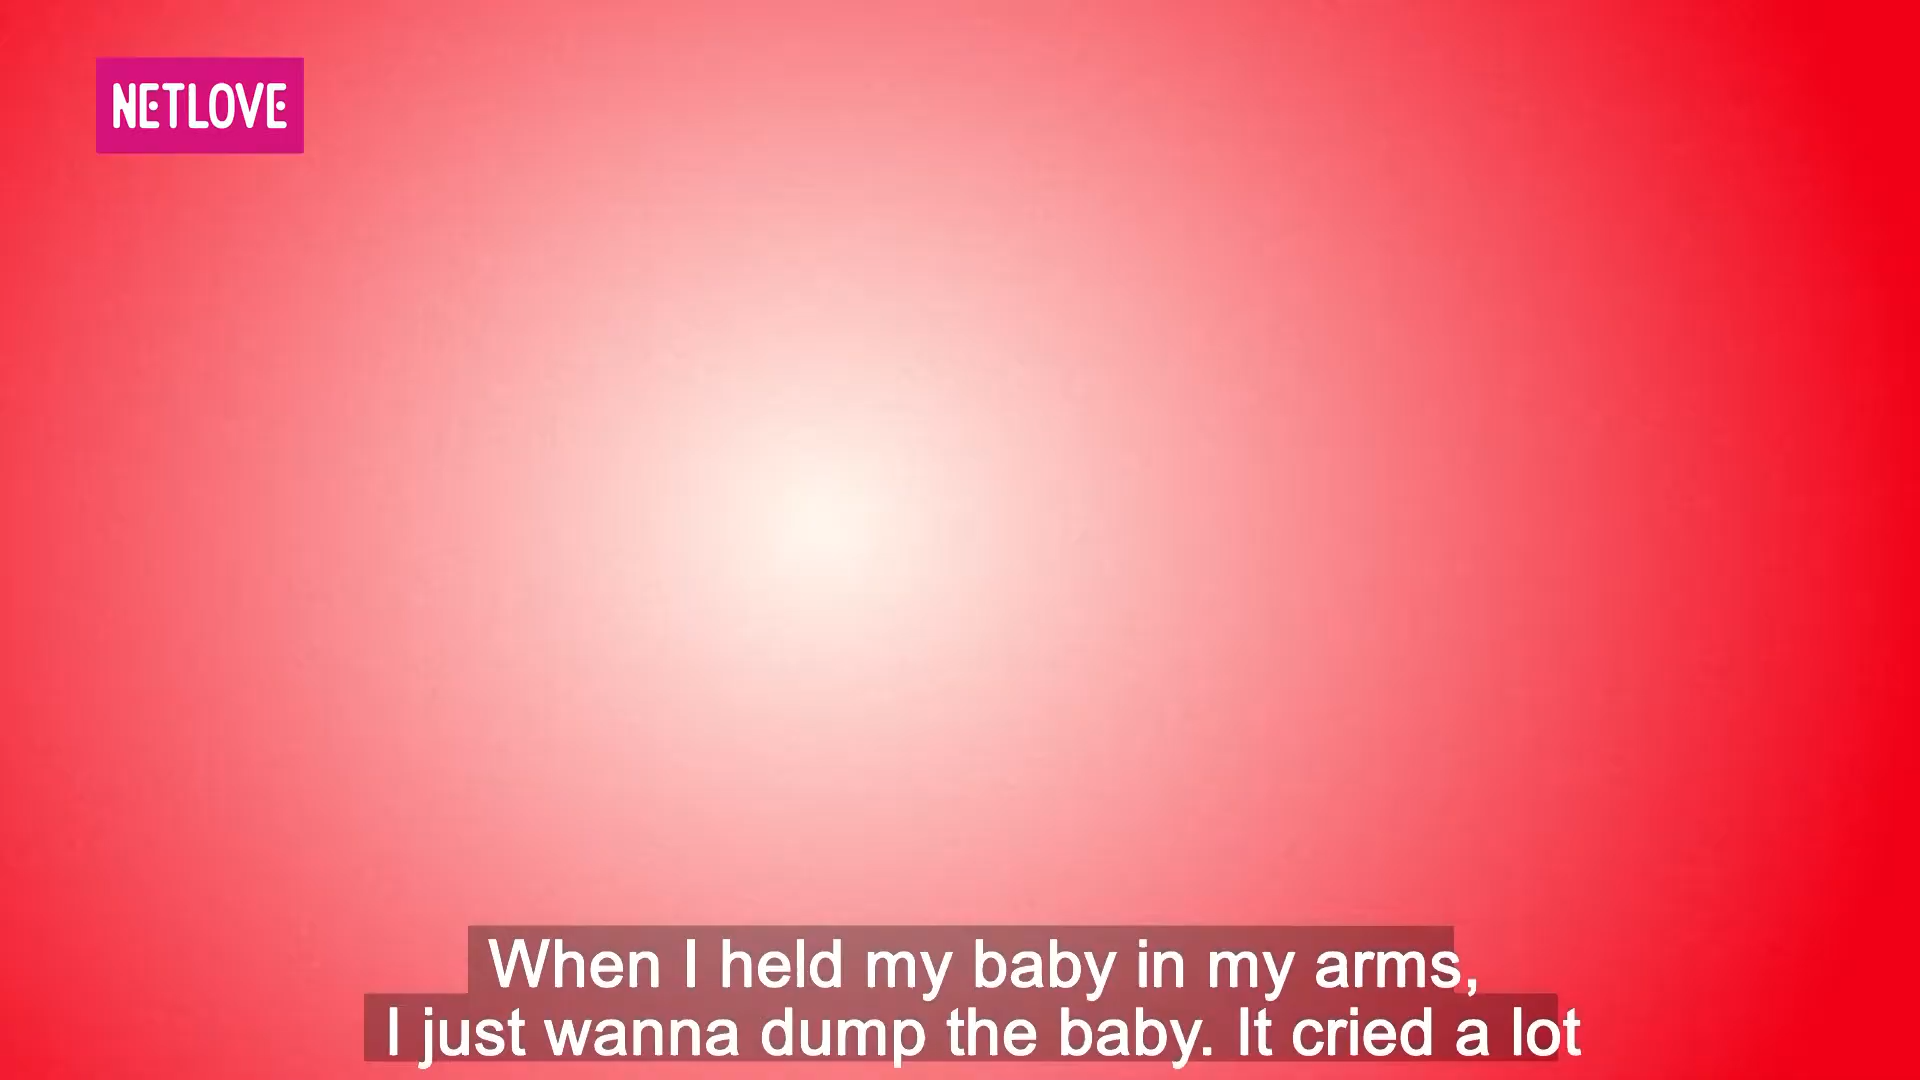 NETLOVE
When I held my baby in my arms,
I just wanna dump the baby. It cried a lot